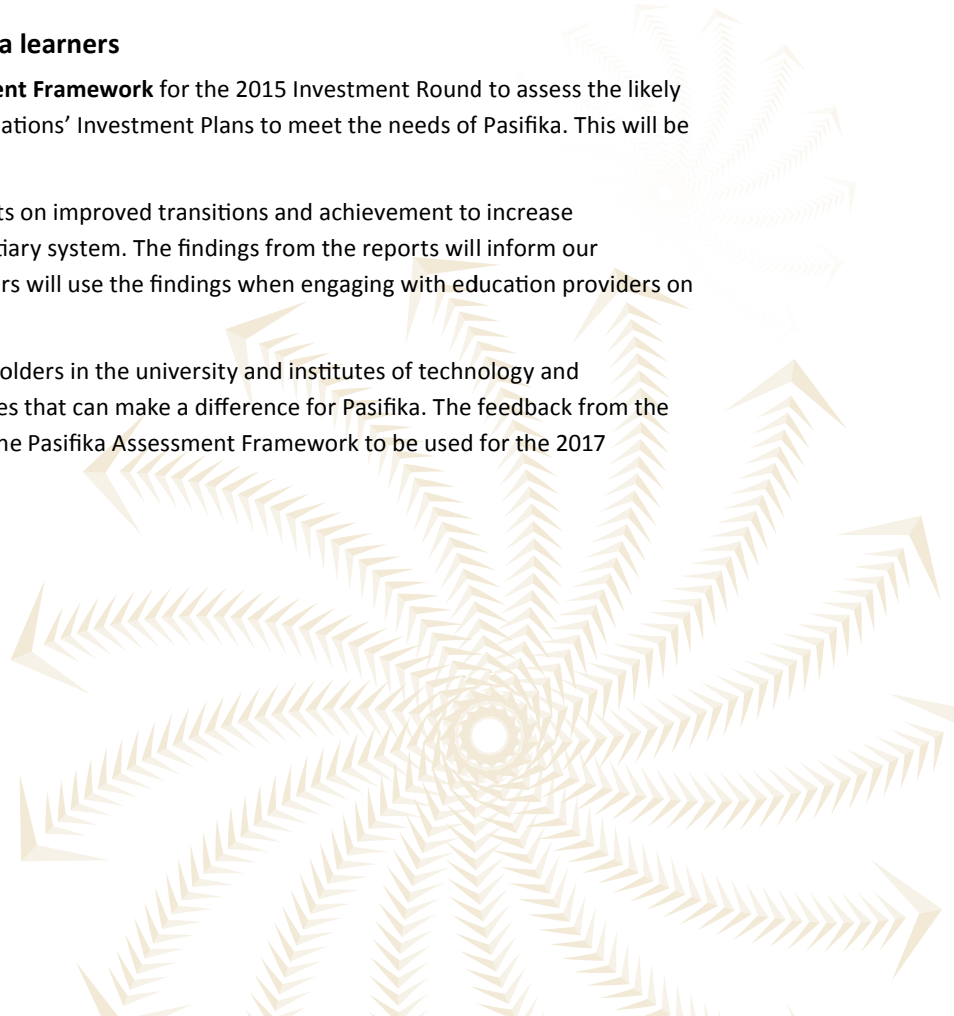 a learners
ent Framework for the 2015 Investment Round to assess the likely
ations’ Investment Plans to meet the needs of Pasifika. This will be
ts on improved transitions and achievement to increase
tiary system. The findings from the reports will inform our
rs will use the findings when engaging with education providers on
olders in the university and institutes of technology and
es that can make a difference for Pasifika. The feedback from the
he Pasifika Assessment Framework to be used for the 2017